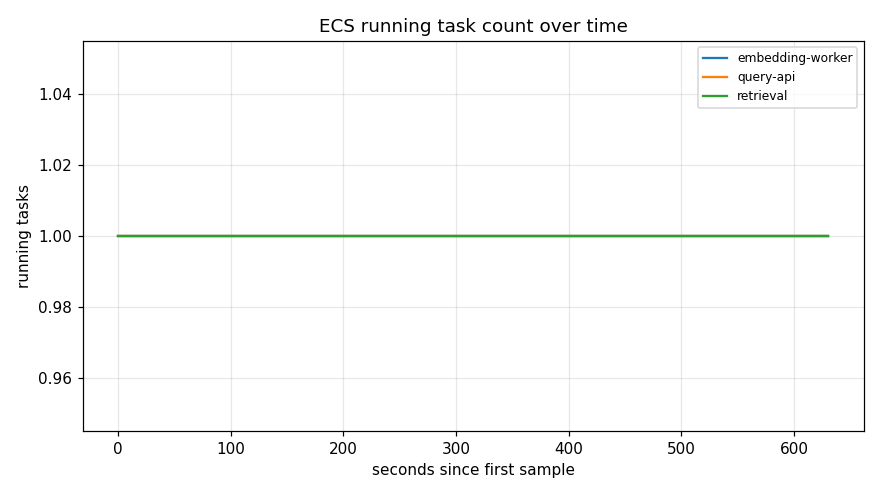 ECS running task count over time
embedding-worker
query-api
retrieval
1.04
1.02
1.00
0.98
0.96
running tasks
0 100 200 300 400 500 600
seconds since first sample